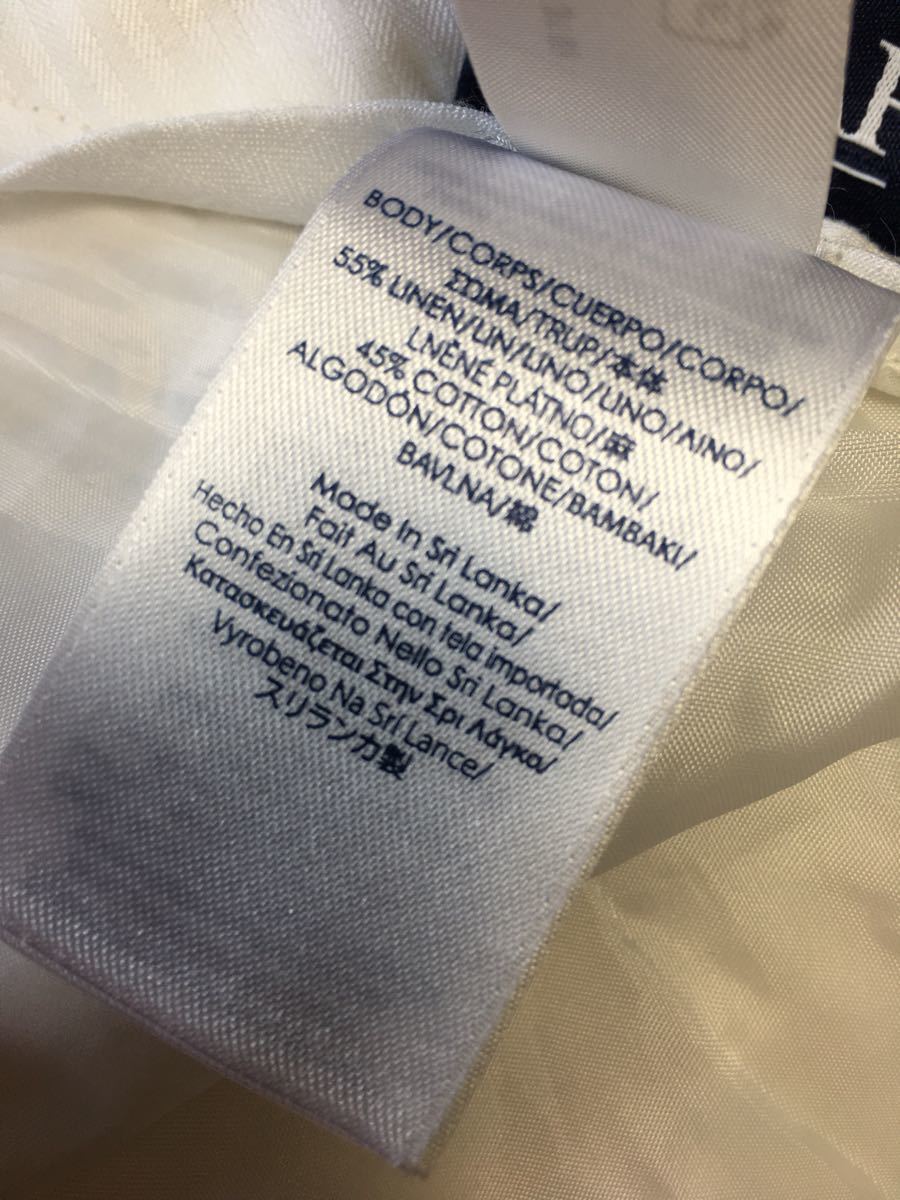 BODY/CORPS/CUERPO/CORPO/
ΣΩΜΑ/TRUP/本体
55% LINEN/LIN/LINO/LINO/ΛΙΝΟ/
LNĚNÉ PLÁTNO/麻
45% COTTON/COTON/
ALGODÓN/COTONE/BAMBAKI/
BAVLNA/綿
Made In Sri Lanka/
Fait Au Sri Lanka/
Hecho En Sri Lanka con tela importada/
Confezionato Nello Sri Lanka/
Κατασκευάζεται Στην Σρι Λάγκα/
Vyrobeno Na Srí Lance/
スリランカ製